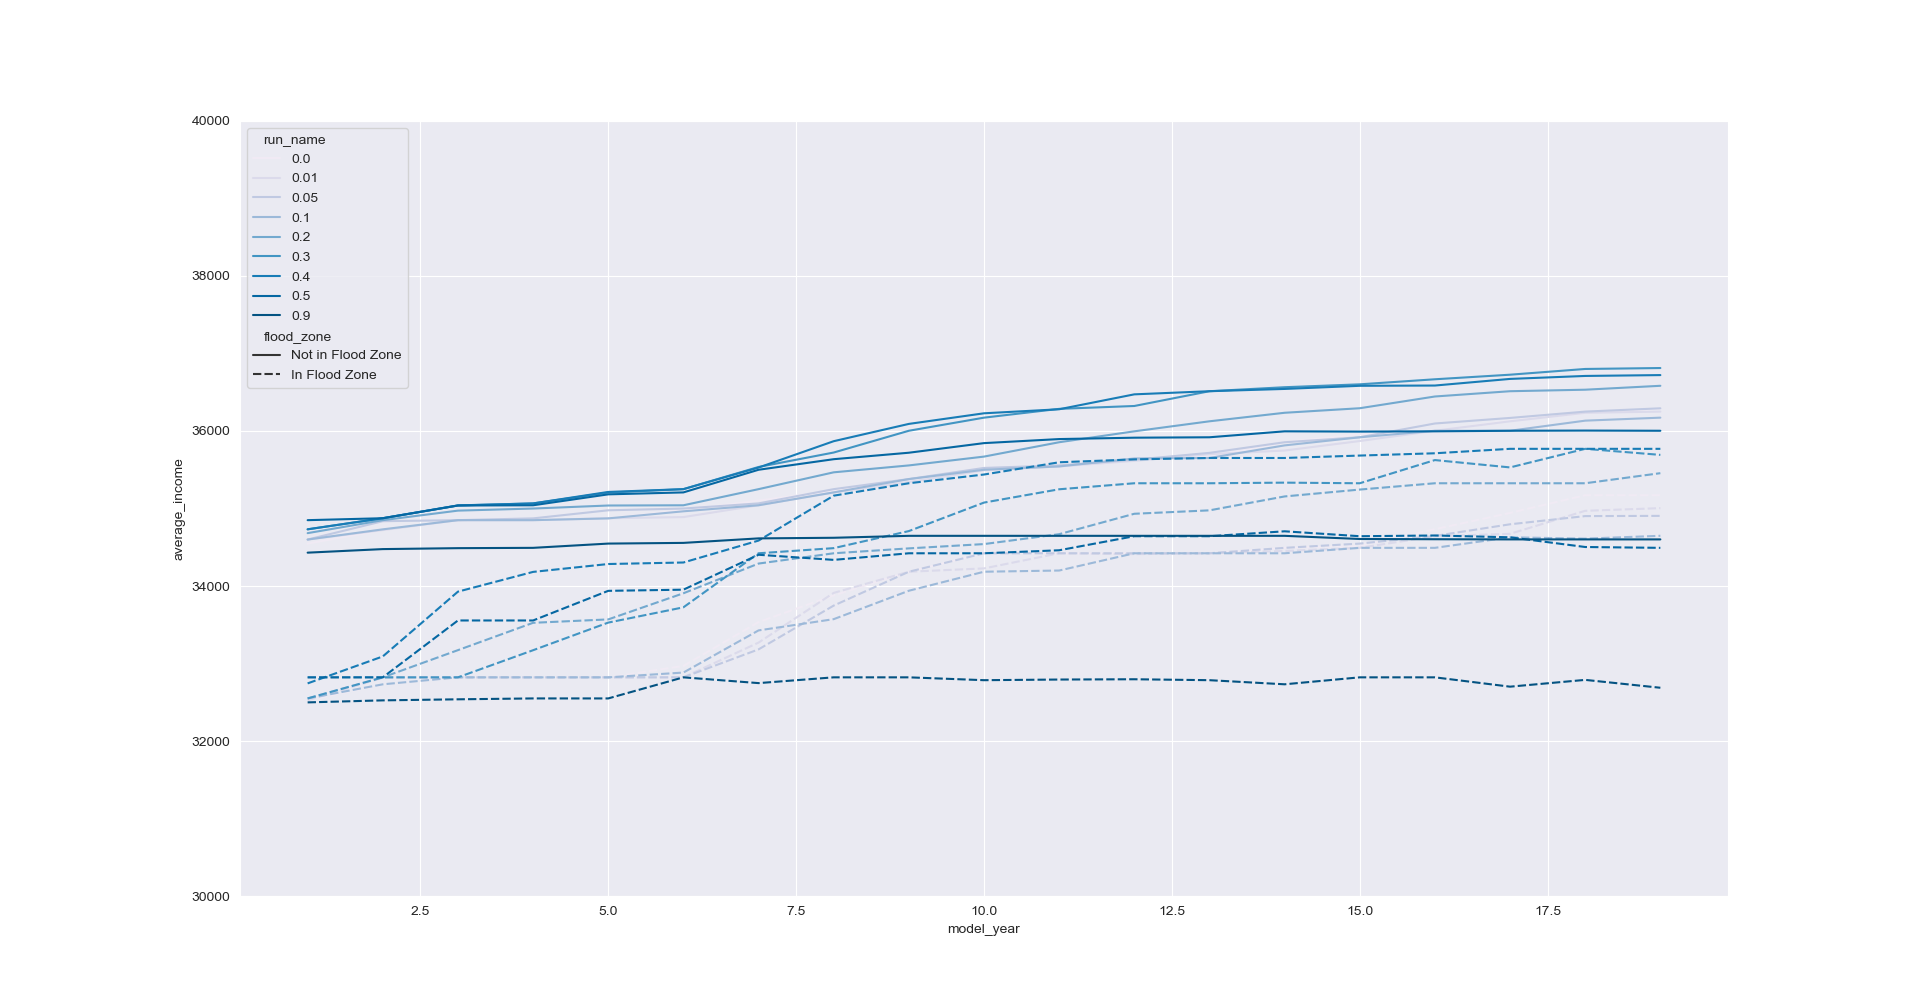 40000
38000
36000
34000
32000
30000
average_income
run_name
0.0
0.01
0.05
0.1
0.2
0.3
0.4
0.5
0.9
flood_zone
Not in Flood Zone
In Flood Zone
2.5 5.0 7.5 10.0 12.5 15.0 17.5
model_year